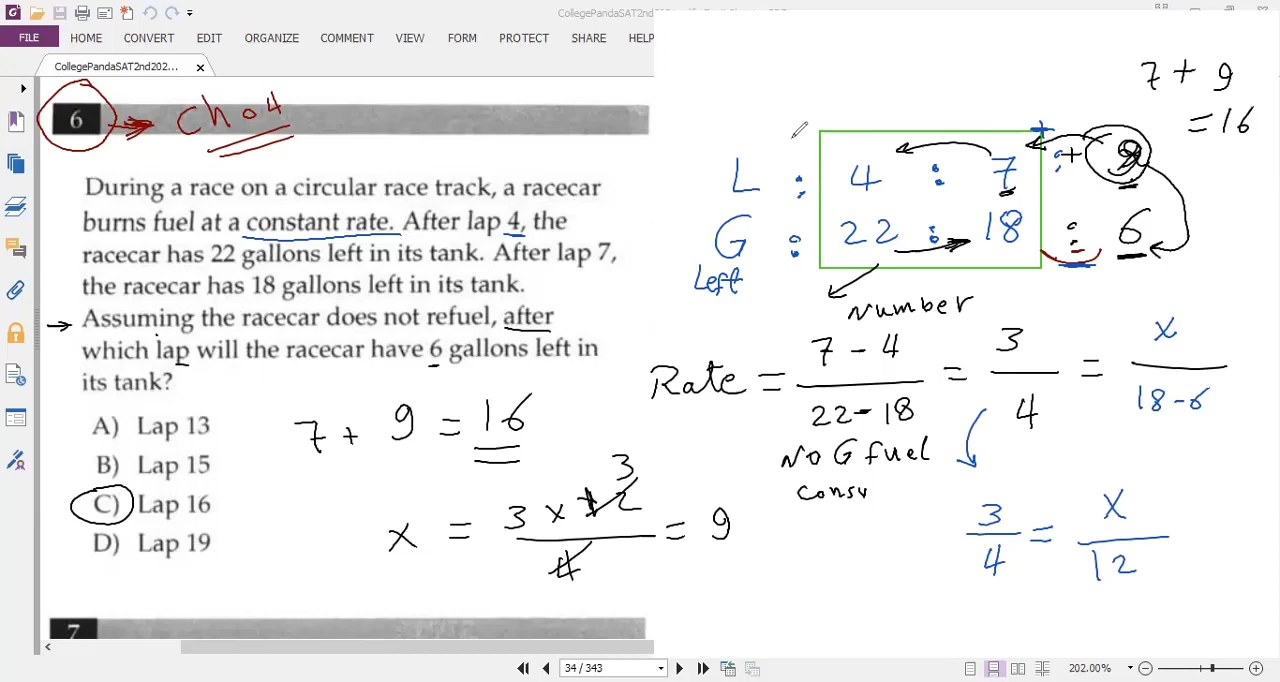 CollegePandaSAT2nd202
FILE HOME CONVERT EDIT ORGANIZE COMMENT VIEW FORM PROTECT SHARE HELP
CollegePandaSAT2nd202... x
6 Ch 04
During a race on a circular race track, a racecar
burns fuel at a constant rate. After lap 4, the
racecar has 22 gallons left in its tank. After lap 7,
the racecar has 18 gallons left in its tank.
Assuming the racecar does not refuel, after
which lap will the racecar have 6 gallons left in
its tank?
A) Lap 13
B) Lap 15
C) Lap 16
D) Lap 19
7 + 9 = 16
3
x = 3 x 12 / 4 = 9
7
7 + 9
= 16
L : 4 : 7 : + 9
G : 22 : 18 : 6
Left
Number
Rate = 7 - 4 / 22 - 18 = 3 / 4 = x / 18 - 6
No G fuel
consu
3 / 4 = x / 12
34 / 343
202.00%